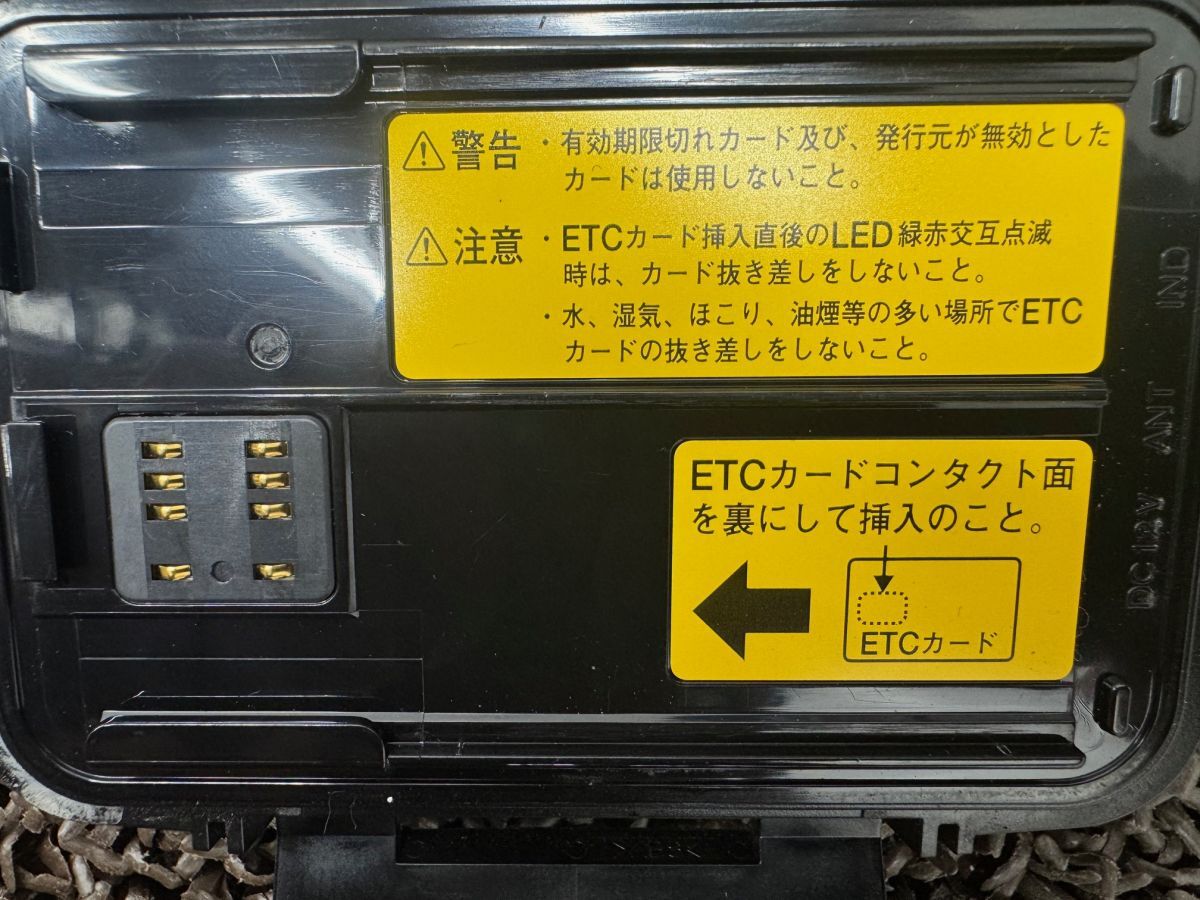 ⚠警告 ・有効期限切れカード及び、発行元が無効とした
カードは使用しないこと。
⚠注意 ・ETCカード挿入直後のLED緑赤交互点滅
時は、カード抜き差しをしないこと。
・水、湿気、ほこり、油煙等の多い場所でETC
カードの抜き差しをしないこと。
ETCカードコンタクト面
を裏にして挿入のこと。
ETCカード
IND
ANT
DC12V